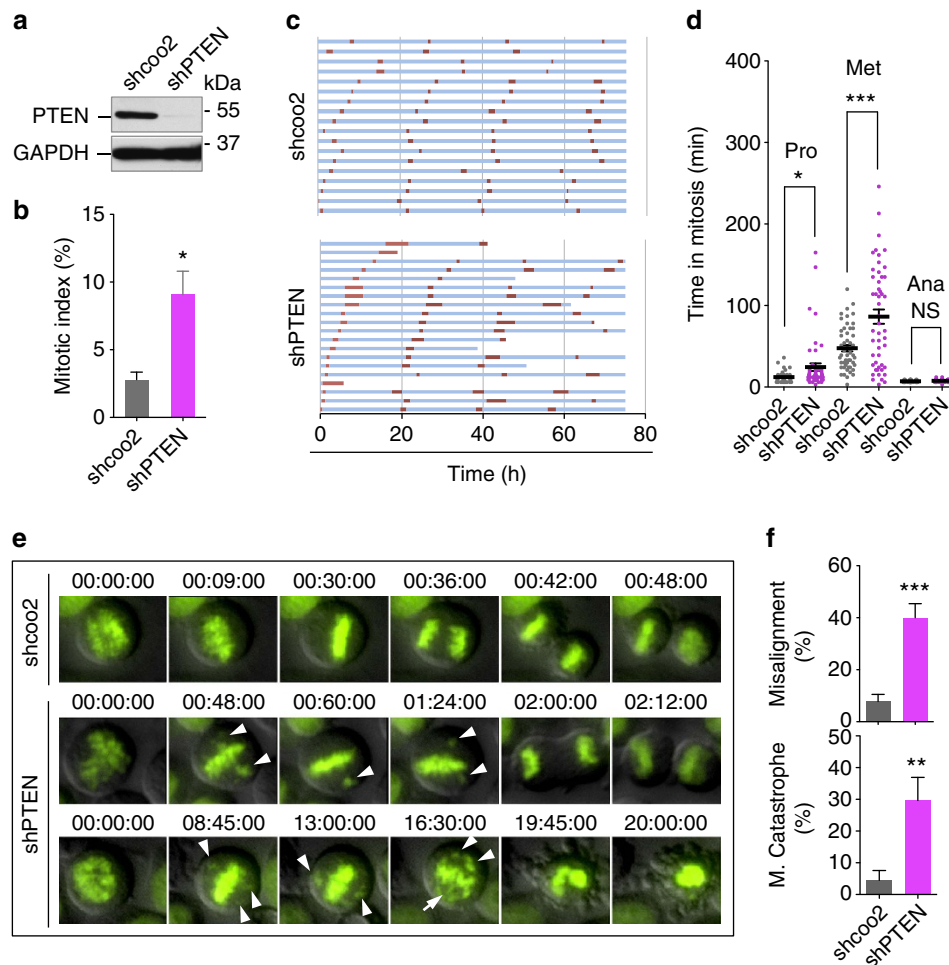 a
shcoo2
shPTEN
kDa
PTEN
- 55
- 37
GAPDH
b
Mitotic index (%)
15
10
5
0
*
shcoo2
shPTEN
c
shcoo2
shPTEN
0 20 40 60 80
Time (h)
d
Time in mitosis (min)
400
300
200
100
0
Pro
*
Met
***
Ana
NS
shcoo2
shPTEN
shcoo2
shPTEN
shcoo2
shPTEN
e
shcoo2
00:00:00 00:09:00 00:30:00 00:36:00 00:42:00 00:48:00
shPTEN
00:00:00 00:48:00 00:60:00 01:24:00 02:00:00 02:12:00
00:00:00 08:45:00 13:00:00 16:30:00 19:45:00 20:00:00
f
Misalignment
(%)
60
40
20
0
***
M. Catastrophe
(%)
50
40
30
20
10
0
**
shcoo2
shPTEN